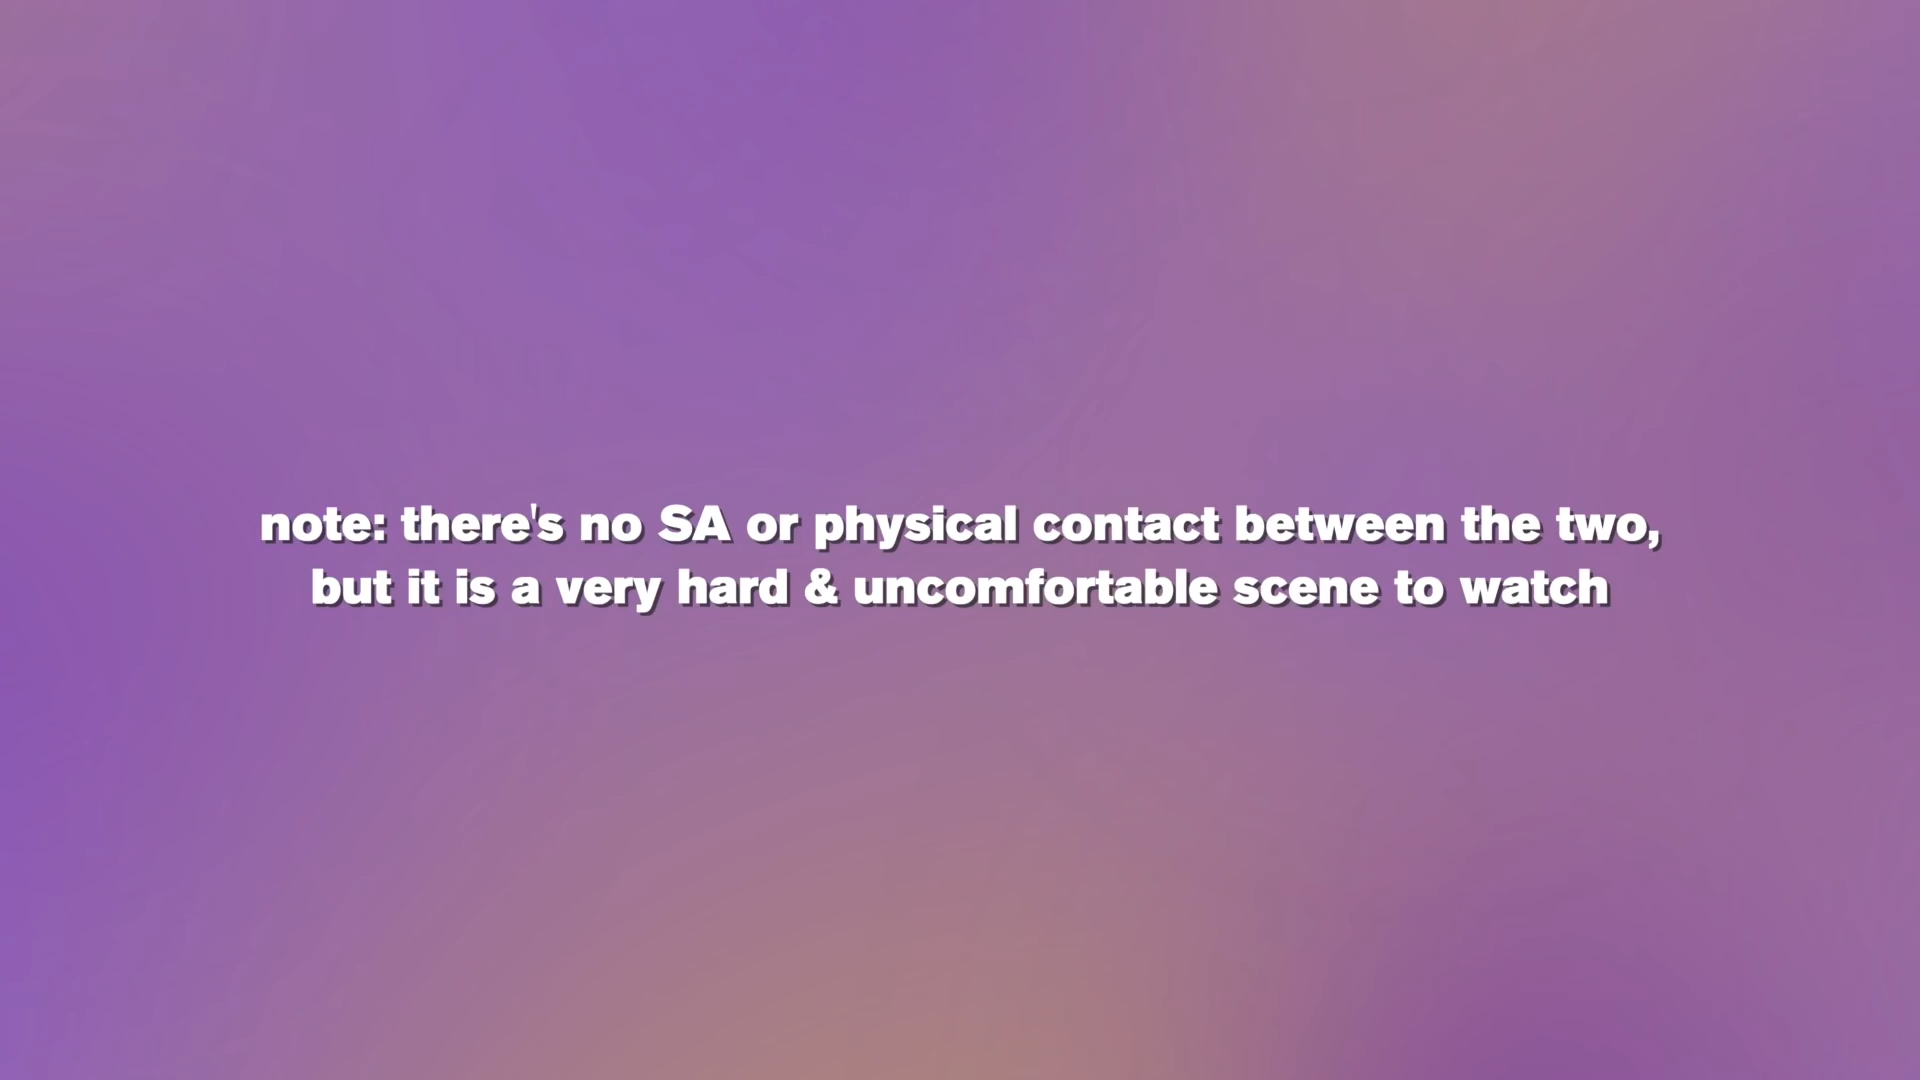 note: there's no SA or physical contact between the two,
but it is a very hard & uncomfortable scene to watch